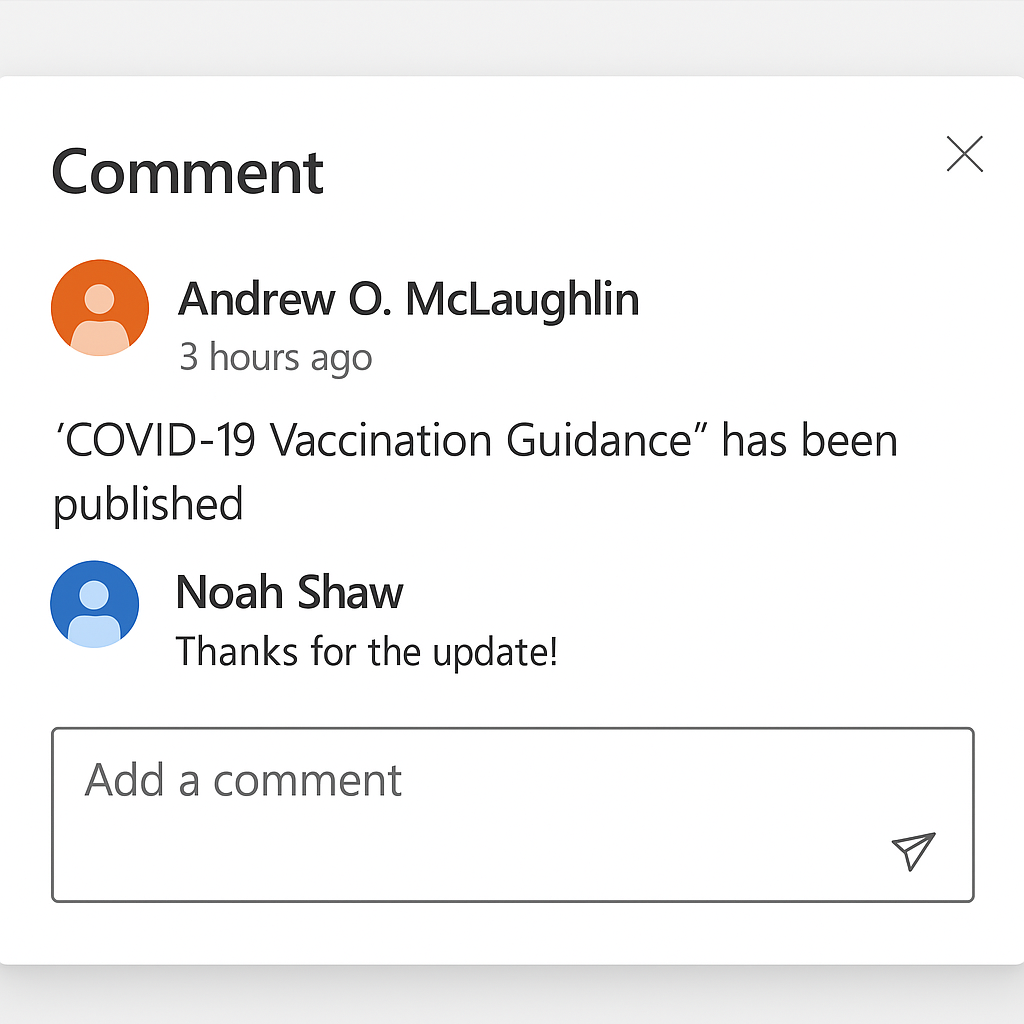 Comment
Andrew O. McLaughlin
3 hours ago
‘COVID-19 Vaccination Guidance” has been
published
Noah Shaw
Thanks for the update!
Add a comment